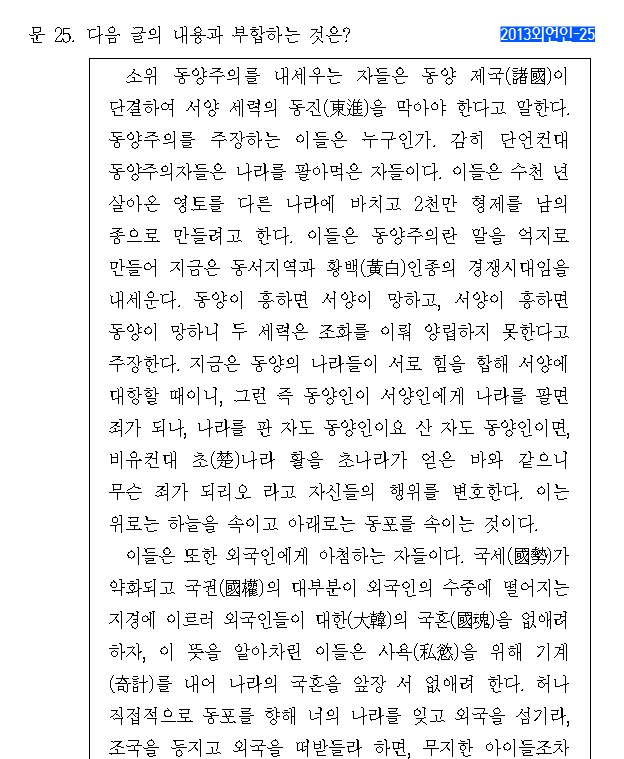 문 25. 다음 글의 내용과 부합하는 것은?
2013외언인-25
소위 동양주의를 내세우는 자들은 동양 제국(諸國)이
단결하여 서양 세력의 동진(東進)을 막아야 한다고 말한다.
동양주의를 주장하는 이들은 누구인가. 감히 단언컨대
동양주의자들은 나라를 팔아먹은 자들이다. 이들은 수천 년
살아온 영토를 다른 나라에 바치고 2천만 형제를 남의
종으로 만들려고 한다. 이들은 동양주의란 말을 억지로
만들어 지금은 동서지역과 황백(黃白)인종의 경쟁시대임을
내세운다. 동양이 흥하면 서양이 망하고, 서양이 흥하면
동양이 망하니 두 세력은 조화를 이뤄 양립하지 못한다고
주장한다. 지금은 동양의 나라들이 서로 힘을 합해 서양에
대항할 때이니, 그런 즉 동양인이 서양인에게 나라를 팔면
죄가 되나, 나라를 판 자도 동양인이요 산 자도 동양인이면,
비유컨대 초(楚)나라 활을 초나라가 얻은 바와 같으니
무슨 죄가 되리오 라고 자신들의 행위를 변호한다. 이는
위로는 하늘을 속이고 아래로는 동포를 속이는 것이다.
이들은 또한 외국인에게 아첨하는 자들이다. 국세(國勢)가
약화되고 국권(國權)의 대부분이 외국인의 수중에 떨어지는
지경에 이르러 외국인들이 대한(大韓)의 국혼(國魂)을 없애려
하자, 이 뜻을 알아차린 이들은 사욕(私慾)을 위해 기계
(奇計)를 내어 나라의 국혼을 앞장 서 없애려 한다. 허나
직접적으로 동포를 향해 너의 나라를 잊고 외국을 섬기라,
조국을 등지고 외국을 떠받들라 하면, 무지한 아이들조차